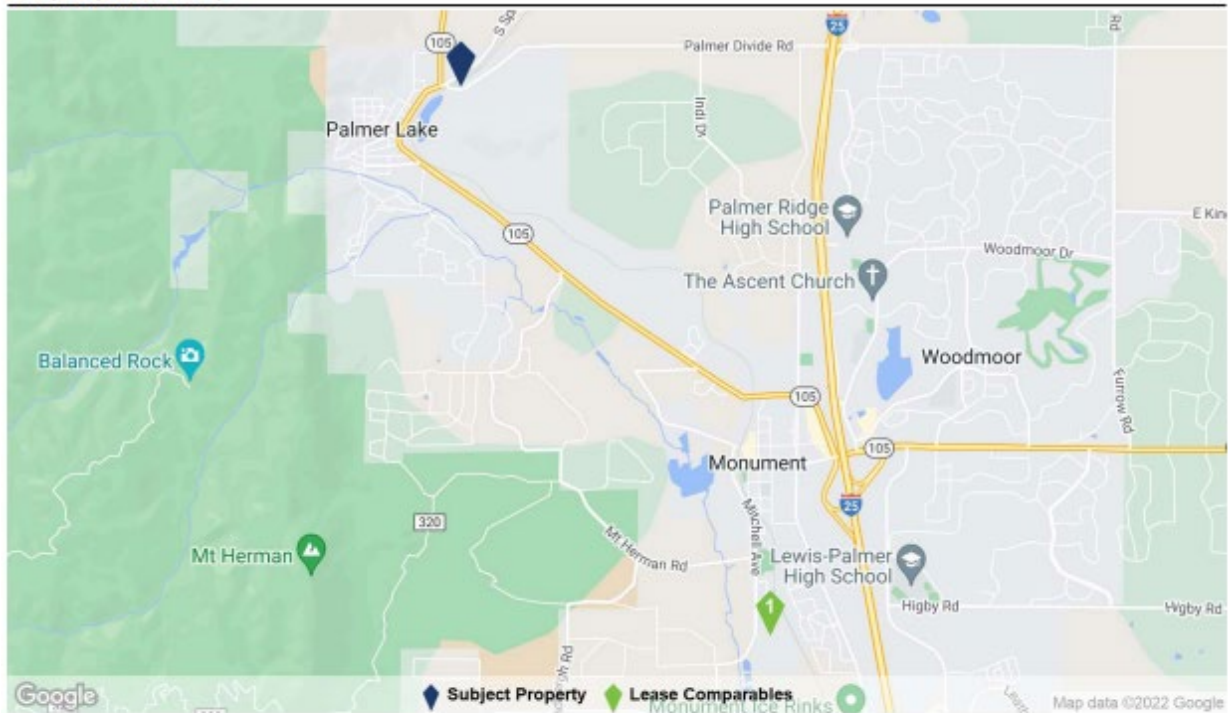 25
105
S Sp
Palmer Divide Rd
Rd
Indi Dr
Palmer Lake
Palmer Ridge
High School
E King
105
Woodmoor Dr
The Ascent Church
Balanced Rock
Woodmoor
105
Furrow Rd
105
Monument
25
320
Mitchell Ave
Mt Herman
Mt Herman Rd
Lewis-Palmer
High School
1
Higby Rd
Higby Rd
Google
Subject Property
Lease Comparables
Monument Ice Rinks
Map data ©2022 Google